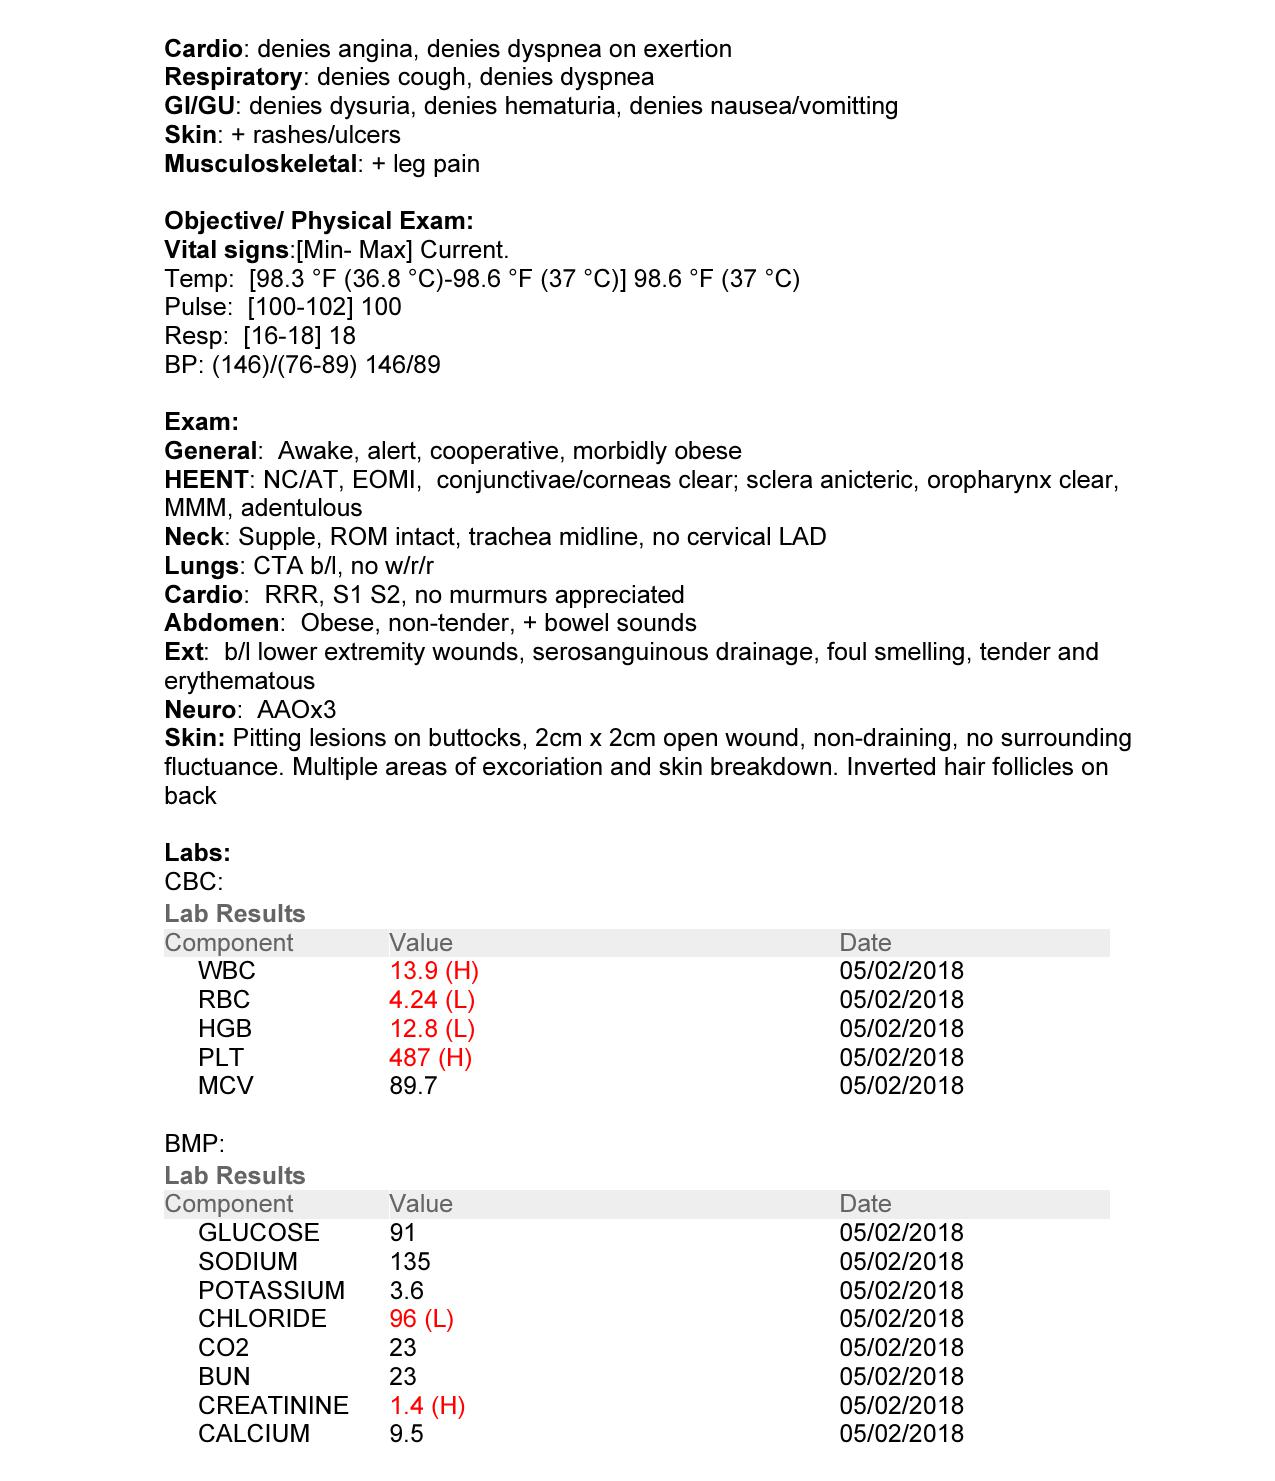 Cardio: denies angina, denies dyspnea on exertion
Respiratory: denies cough, denies dyspnea
GI/GU: denies dysuria, denies hematuria, denies nausea/vomitting
Skin: + rashes/ulcers
Musculoskeletal: + leg pain
Objective/ Physical Exam:
Vital signs:[Min- Max] Current.
Temp:  [98.3 °F (36.8 °C)-98.6 °F (37 °C)] 98.6 °F (37 °C)
Pulse:  [100-102] 100
Resp:  [16-18] 18
BP: (146)/(76-89) 146/89
Exam:
General:  Awake, alert, cooperative, morbidly obese
HEENT: NC/AT, EOMI,  conjunctivae/corneas clear; sclera anicteric, oropharynx clear,
MMM, adentulous
Neck: Supple, ROM intact, trachea midline, no cervical LAD
Lungs: CTA b/l, no w/r/r
Cardio:  RRR, S1 S2, no murmurs appreciated
Abdomen:  Obese, non-tender, + bowel sounds
Ext:  b/l lower extremity wounds, serosanguinous drainage, foul smelling, tender and
erythematous
Neuro:  AAOx3
Skin: Pitting lesions on buttocks, 2cm x 2cm open wound, non-draining, no surrounding
fluctuance. Multiple areas of excoriation and skin breakdown. Inverted hair follicles on
back
Labs:
CBC:
Lab Results
Component Value Date
WBC 13.9 (H) 05/02/2018
RBC 4.24 (L) 05/02/2018
HGB 12.8 (L) 05/02/2018
PLT 487 (H) 05/02/2018
MCV 89.7 05/02/2018
BMP:
Lab Results
Component Value Date
GLUCOSE 91 05/02/2018
SODIUM 135 05/02/2018
POTASSIUM 3.6 05/02/2018
CHLORIDE 96 (L) 05/02/2018
CO2 23 05/02/2018
BUN 23 05/02/2018
CREATININE 1.4 (H) 05/02/2018
CALCIUM 9.5 05/02/2018